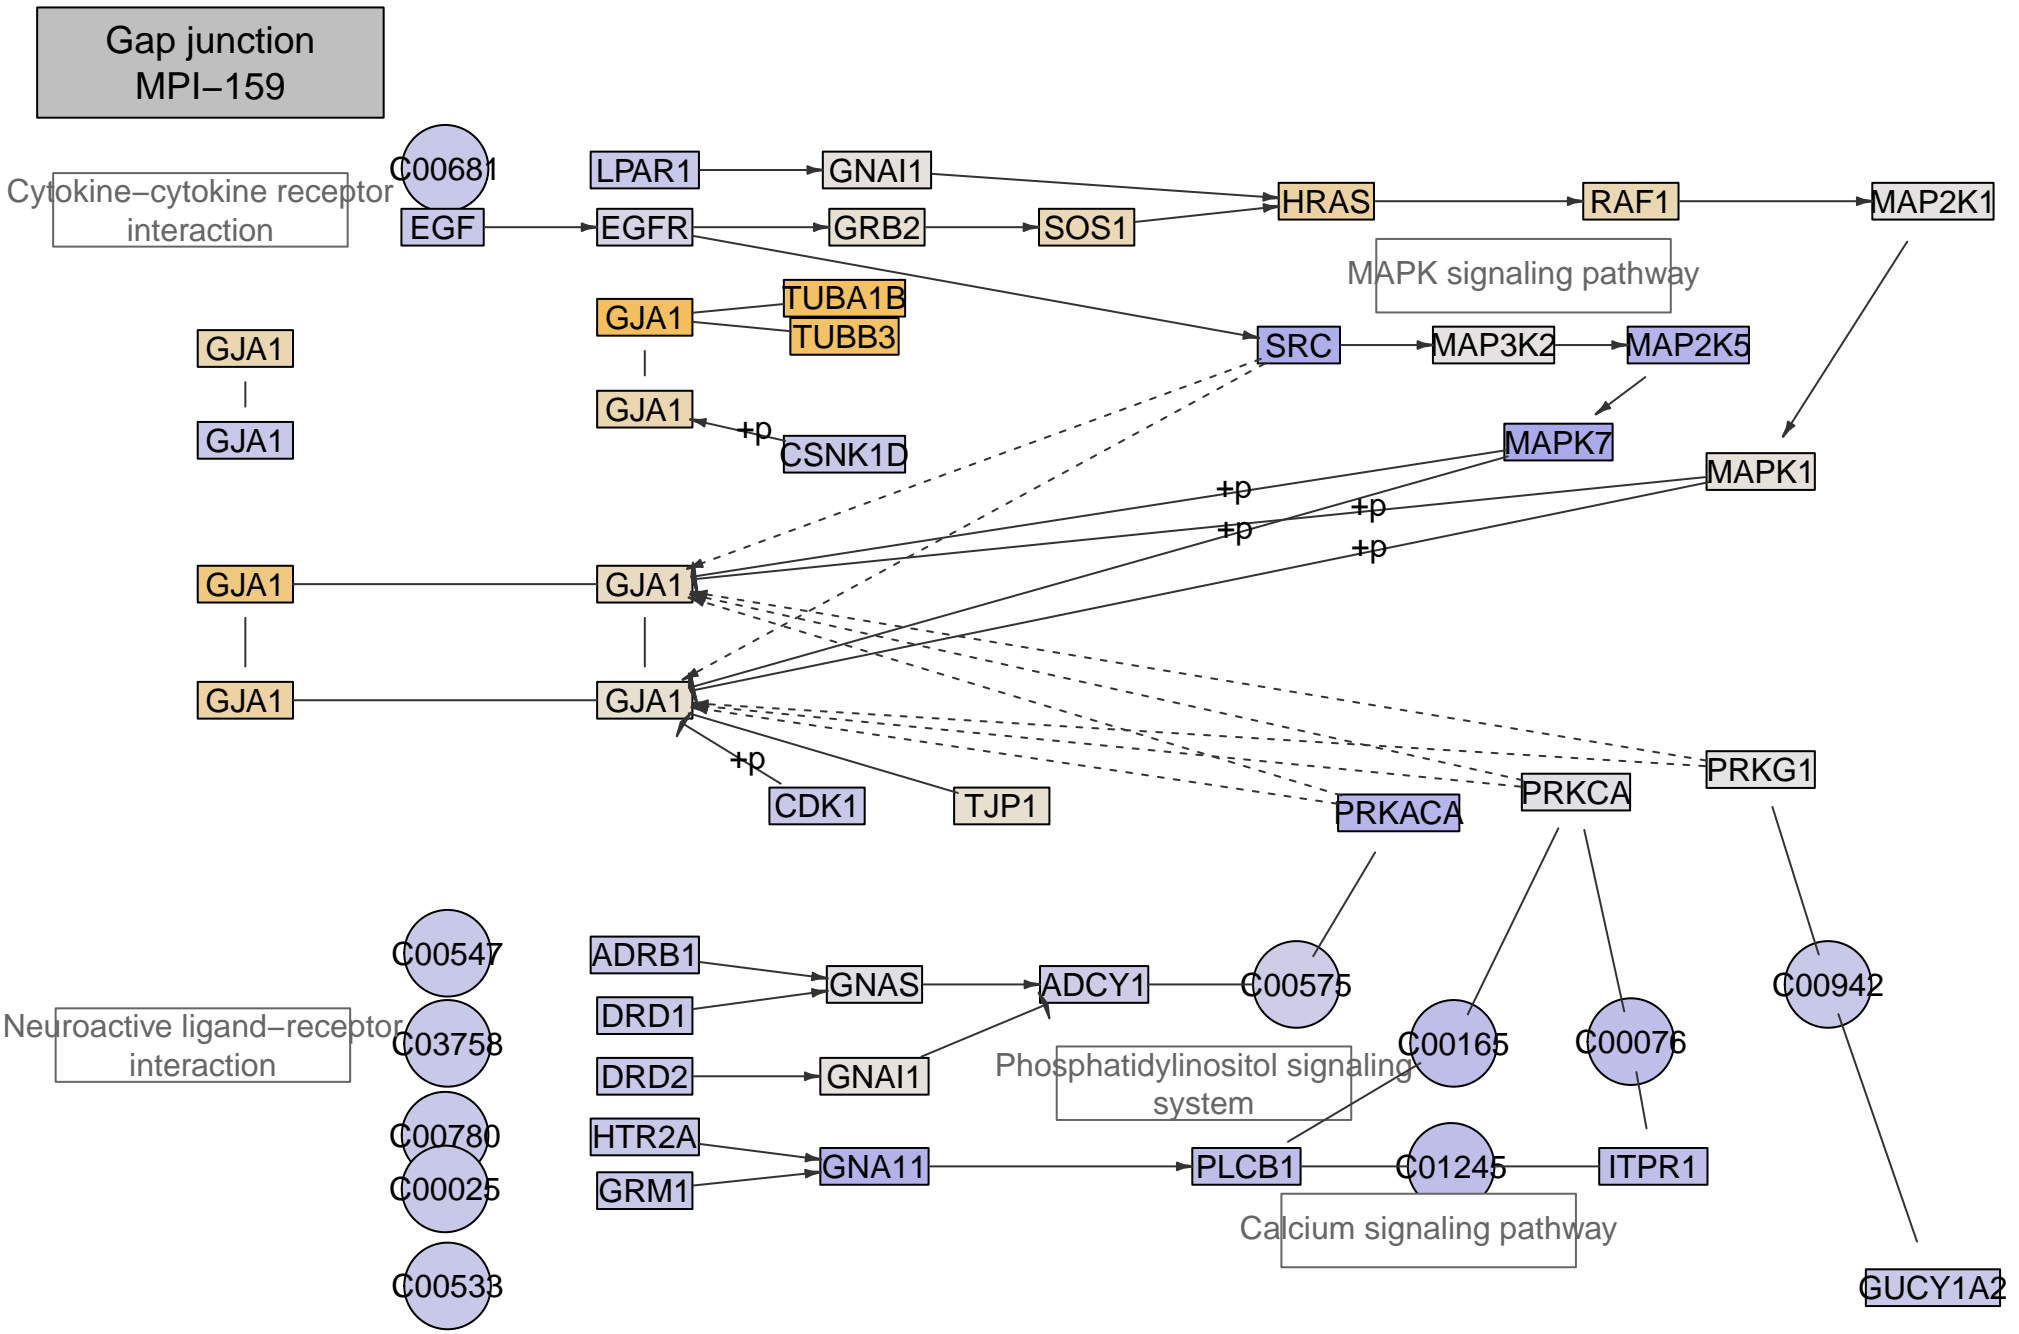 Gap junction
MPI−159
C00681
LPAR1
GNAI1
Cytokine−cytokine receptor
interaction
HRAS
RAF1
MAP2K1
EGF
EGFR
GRB2
SOS1
MAPK signaling pathway
TUBA1B
GJA1
TUBB3
GJA1
SRC
MAP3K2
MAP2K5
GJA1
+p
GJA1
CSNK1D
MAPK7
MAPK1
+p
+p
+p
+p
GJA1
GJA1
GJA1
GJA1
+p
CDK1
TJP1
PRKACA
PRKCA
PRKG1
C00547
ADRB1
GNAS
ADCY1
C00575
C00942
DRD1
Neuroactive ligand−receptor
interaction
C03758
C00165
C00076
DRD2
GNAI1
Phosphatidylinositol signaling
system
C00780
HTR2A
GNA11
PLCB1
C01245
ITPR1
C00025
GRM1
Calcium signaling pathway
C00533
GUCY1A2